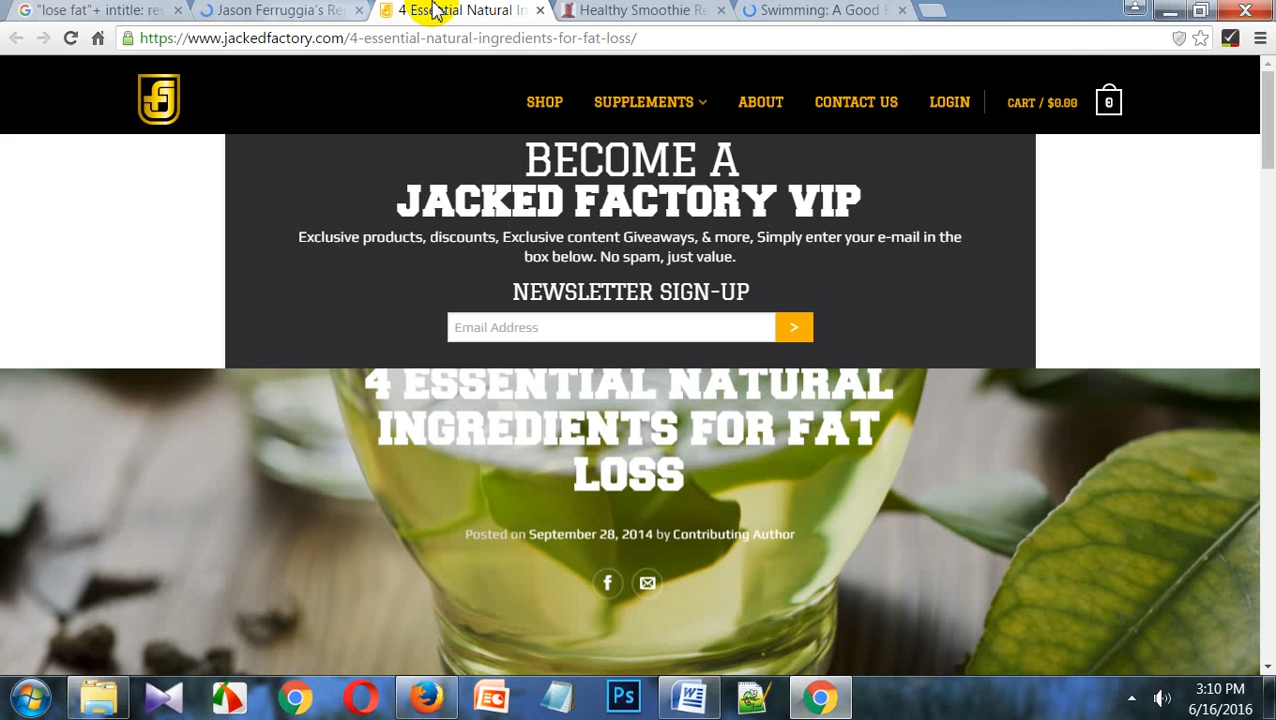 "lose fat"+ intitle: res
Jason Ferruggia's Re
4 Essential Natural In
Healthy Smoothie Re
Swimming: A Good E
https://www.jackedfactory.com/4-essential-natural-ingredients-for-fat-loss/
SHOP
SUPPLEMENTS
ABOUT
CONTACT US
LOGIN
CART / $0.00
0
BECOME A
JACKED FACTORY VIP
Exclusive products, discounts, Exclusive content Giveaways, & more, Simply enter your e-mail in the
box below. No spam, just value.
NEWSLETTER SIGN-UP
Email Address
>
4 ESSENTIAL NATURAL
INGREDIENTS FOR FAT
LOSS
Posted on September 28, 2014 by Contributing Author
Ps
3:10 PM
6/16/2016